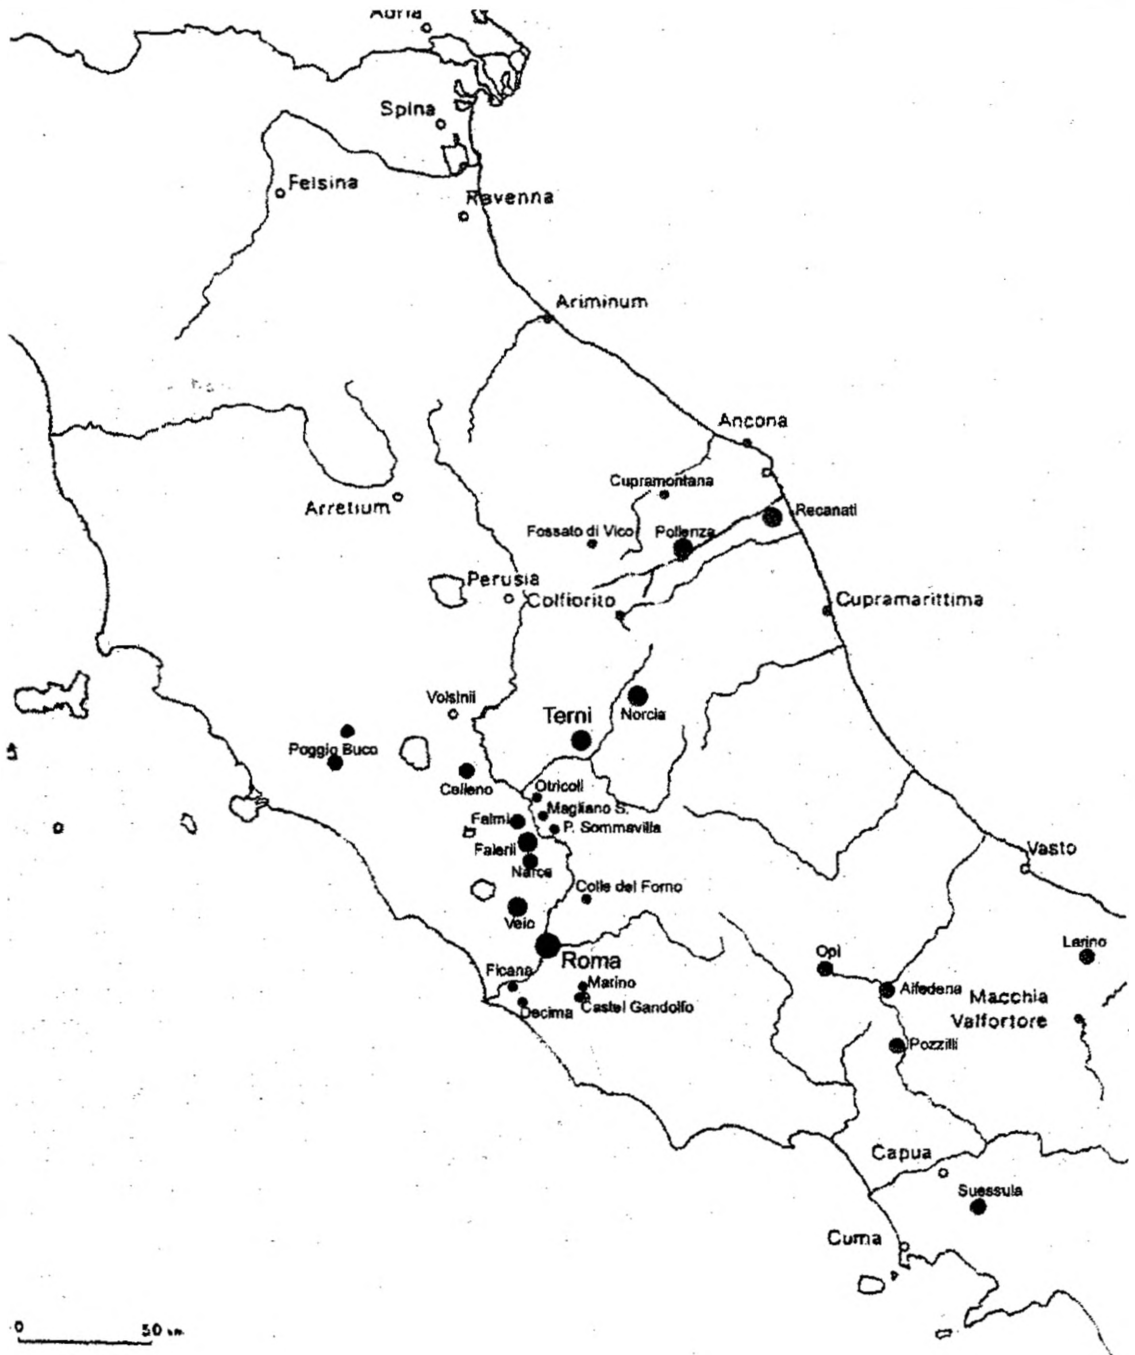 Adria
Spina
Felsina
Ravenna
Ariminum
Ancona
Cupramontana
Arretium
Recanati
Fossato di Vico
Pollenza
Perusia
Colfiorito
Cupramarittima
Volsinii
Terni
Norcia
Poggio Buco
Celleno
Otricoli
Magliano S.
Falmi
P. Sommavilla
Falerii
Narce
Vasto
Colle del Forno
Veio
Larino
Opi
Roma
Ficana
Marino
Alfedena
Macchia
Valfortore
Decima
Castel Gandolfo
Pozzilli
Capua
Suessula
Cuma
0 50 km